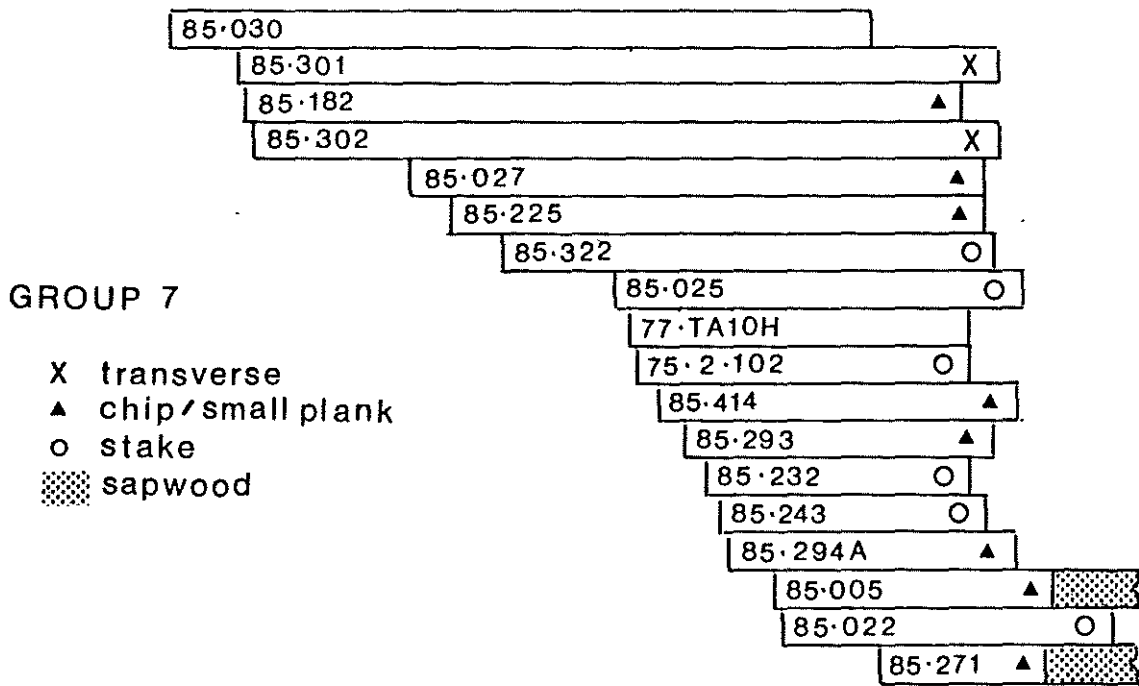 85·030
85·301 X
85·182 ▲
85·302 X
85·027 ▲
85·225 ▲
85·322 O
85·025 O
GROUP 7
77·TA10H
75·2·102 O
X transverse
▲ chip/small plank
O stake
sapwood
85·414 ▲
85·293 ▲
85·232 O
85·243 O
85·294A ▲
85·005 ▲
85·022 O
85·271 ▲